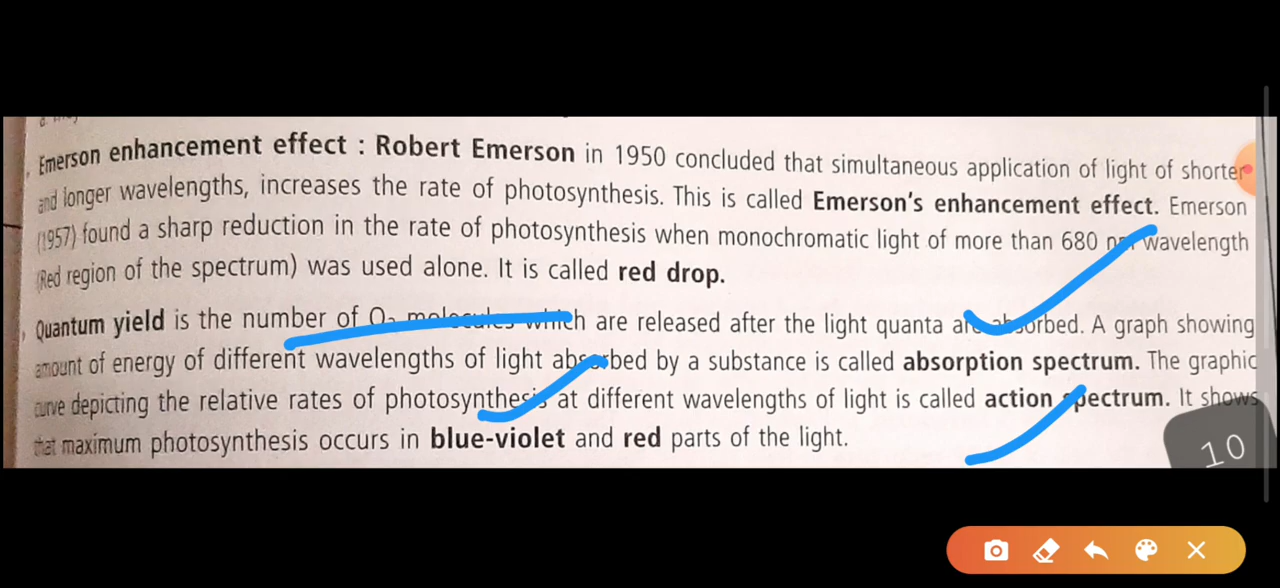 Emerson enhancement effect : Robert Emerson in 1950 concluded that simultaneous application of light of shorter
and longer wavelengths, increases the rate of photosynthesis. This is called Emerson's enhancement effect. Emerson
(1957) found a sharp reduction in the rate of photosynthesis when monochromatic light of more than 680 nm wavelength
(Red region of the spectrum) was used alone. It is called red drop.
Quantum yield is the number of O₂ molecules which are released after the light quanta are absorbed. A graph showing
amount of energy of different wavelengths of light absorbed by a substance is called absorption spectrum. The graphic
curve depicting the relative rates of photosynthesis at different wavelengths of light is called action spectrum. It shows
that maximum photosynthesis occurs in blue-violet and red parts of the light.
10